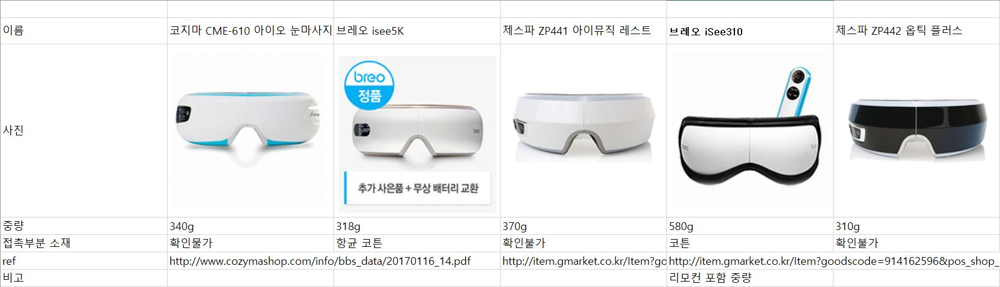 이름 코지마 CME-610 아이오 눈마사지 브레오 isee5K 제스파 ZP441 아이뮤직 레스트 브레오 iSee310 제스파 ZP442 옵틱 플러스
사진
breo
정품
SLEEP
breo
breo
breo
추가 사은품 + 무상 배터리 교환
중량 340g 318g 370g 580g 310g
접촉부분 소재 확인물가 항균 코튼 확인불가 코튼 확인불가
ref http://www.cozymashop.com/info/bbs_data/20170116_14.pdf http://item.gmarket.co.kr/Item?go http://item.gmarket.co.kr/Item?goodscode=914162596&pos_shop_
비고 리모컨 포함 중량